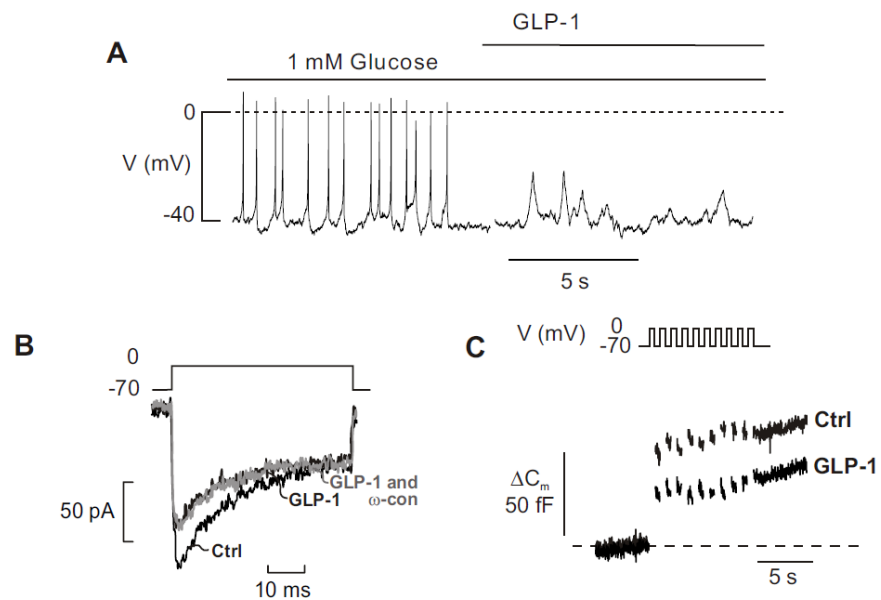 GLP-1
A
1 mM Glucose
0
V (mV)
-40
5 s
B
0
-70
50 pA
GLP-1 and
GLP-1
ω-con
Ctrl
10 ms
C
V (mV)
0
-70
Ctrl
GLP-1
ΔCm
50 fF
5 s